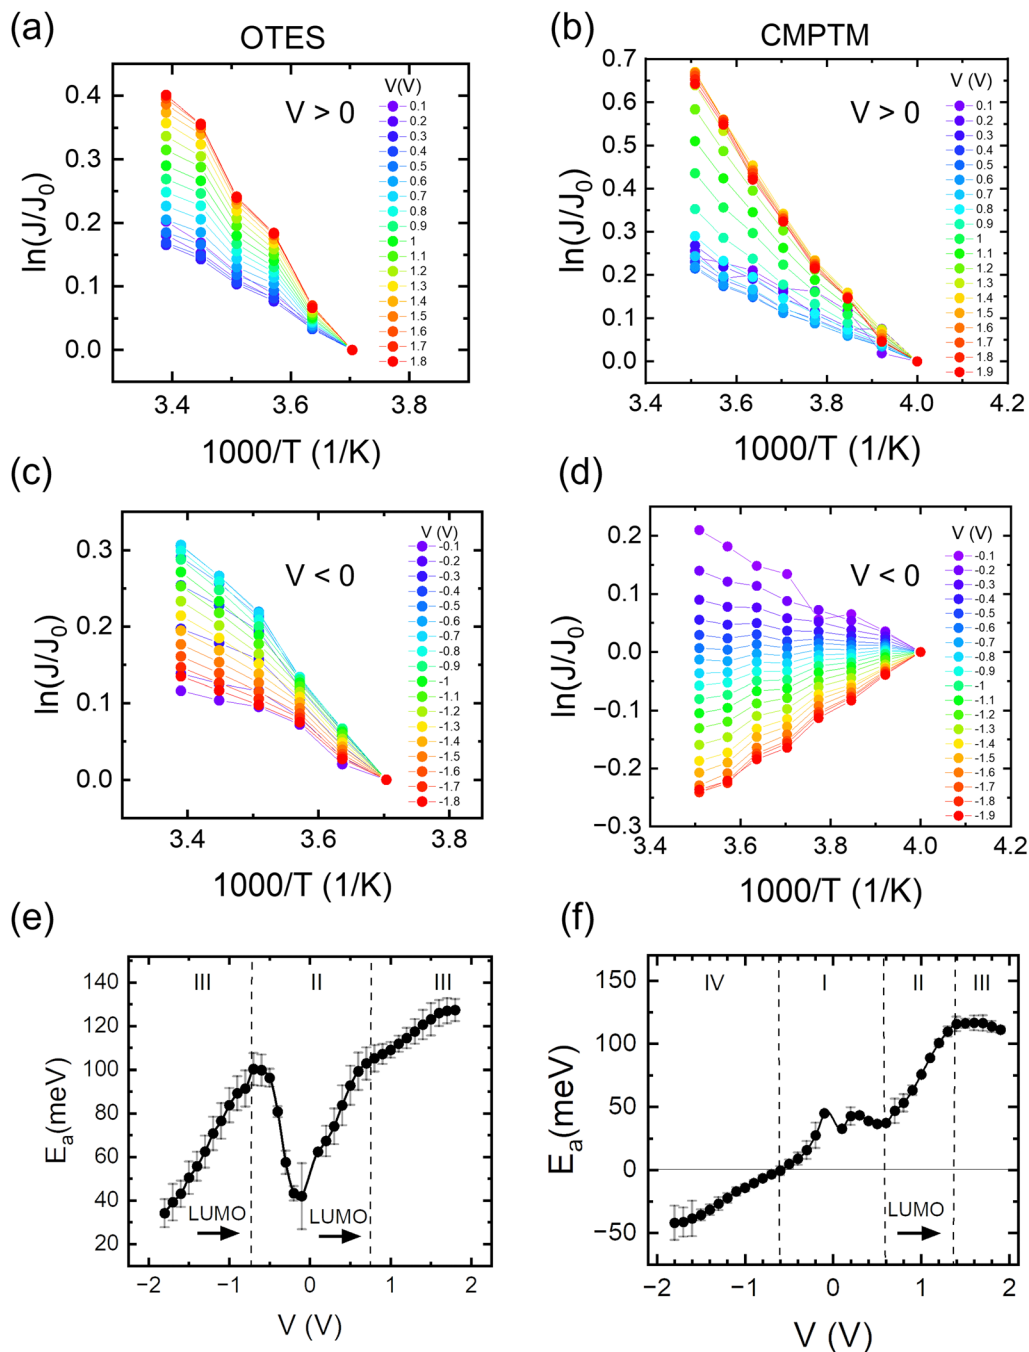 (a)
OTES
V > 0
V(V)
0.1
0.2
0.3
0.4
0.5
0.6
0.7
0.8
0.9
1
1.1
1.2
1.3
1.4
1.5
1.6
1.7
1.8
ln(J/J0)
0.4
0.3
0.2
0.1
0.0
3.4 3.6 3.8
1000/T (1/K)
(b)
CMPTM
V > 0
V (V)
0.1
0.2
0.3
0.4
0.5
0.6
0.7
0.8
0.9
1
1.1
1.2
1.3
1.4
1.5
1.6
1.7
1.8
1.9
ln(J/J0)
0.7
0.6
0.5
0.4
0.3
0.2
0.1
0.0
3.4 3.6 3.8 4.0 4.2
1000/T (1/K)
(c)
V < 0
V (V)
-0.1
-0.2
-0.3
-0.4
-0.5
-0.6
-0.7
-0.8
-0.9
-1
-1.1
-1.2
-1.3
-1.4
-1.5
-1.6
-1.7
-1.8
ln(J/J0)
0.3
0.2
0.1
0.0
3.4 3.6 3.8
1000/T (1/K)
(d)
V < 0
V (V)
-0.1
-0.2
-0.3
-0.4
-0.5
-0.6
-0.7
-0.8
-0.9
-1
-1.1
-1.2
-1.3
-1.4
-1.5
-1.6
-1.7
-1.8
-1.9
ln(J/J0)
0.2
0.1
0.0
−0.1
−0.2
−0.3
3.4 3.6 3.8 4.0 4.2
1000/T (1/K)
(e)
III II III
Ea(meV)
140
120
100
80
60
40
20
LUMO LUMO
−2 −1 0 1 2
V (V)
(f)
IV I II III
Ea(meV)
150
100
50
0
−50
LUMO
−2 −1 0 1 2
V (V)